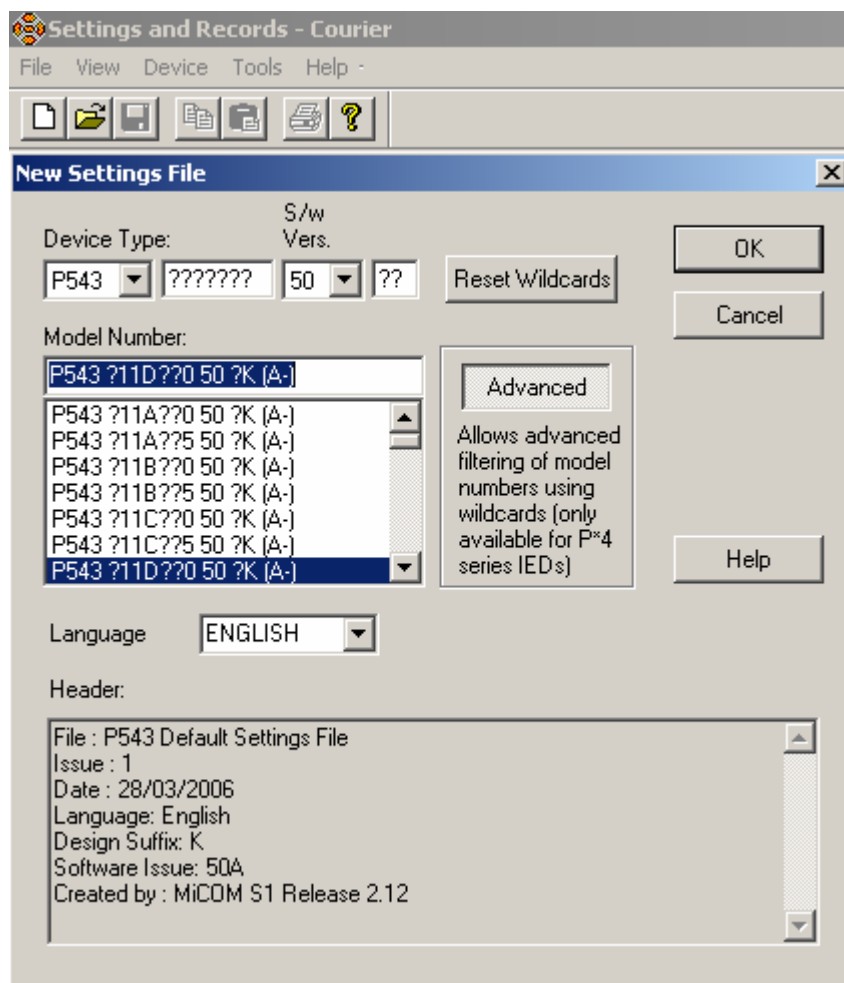 Settings and Records - Courier
File View Device Tools Help
New Settings File
S/w
Device Type: Vers.
P543 ??????? 50 ?? Reset Wildcards
OK
Cancel
Model Number:
P543 ?11D??0 50 ?K (A-)
P543 ?11A??0 50 ?K (A-)
P543 ?11A??5 50 ?K (A-)
P543 ?11B??0 50 ?K (A-)
P543 ?11B??5 50 ?K (A-)
P543 ?11C??0 50 ?K (A-)
P543 ?11C??5 50 ?K (A-)
P543 ?11D??0 50 ?K (A-)
Advanced
Allows advanced
filtering of model
numbers using
wildcards (only
available for P*4
series IEDs)
Help
Language ENGLISH
Header:
File : P543 Default Settings File
Issue : 1
Date : 28/03/2006
Language: English
Design Suffix: K
Software Issue: 50A
Created by : MiCOM S1 Release 2.12